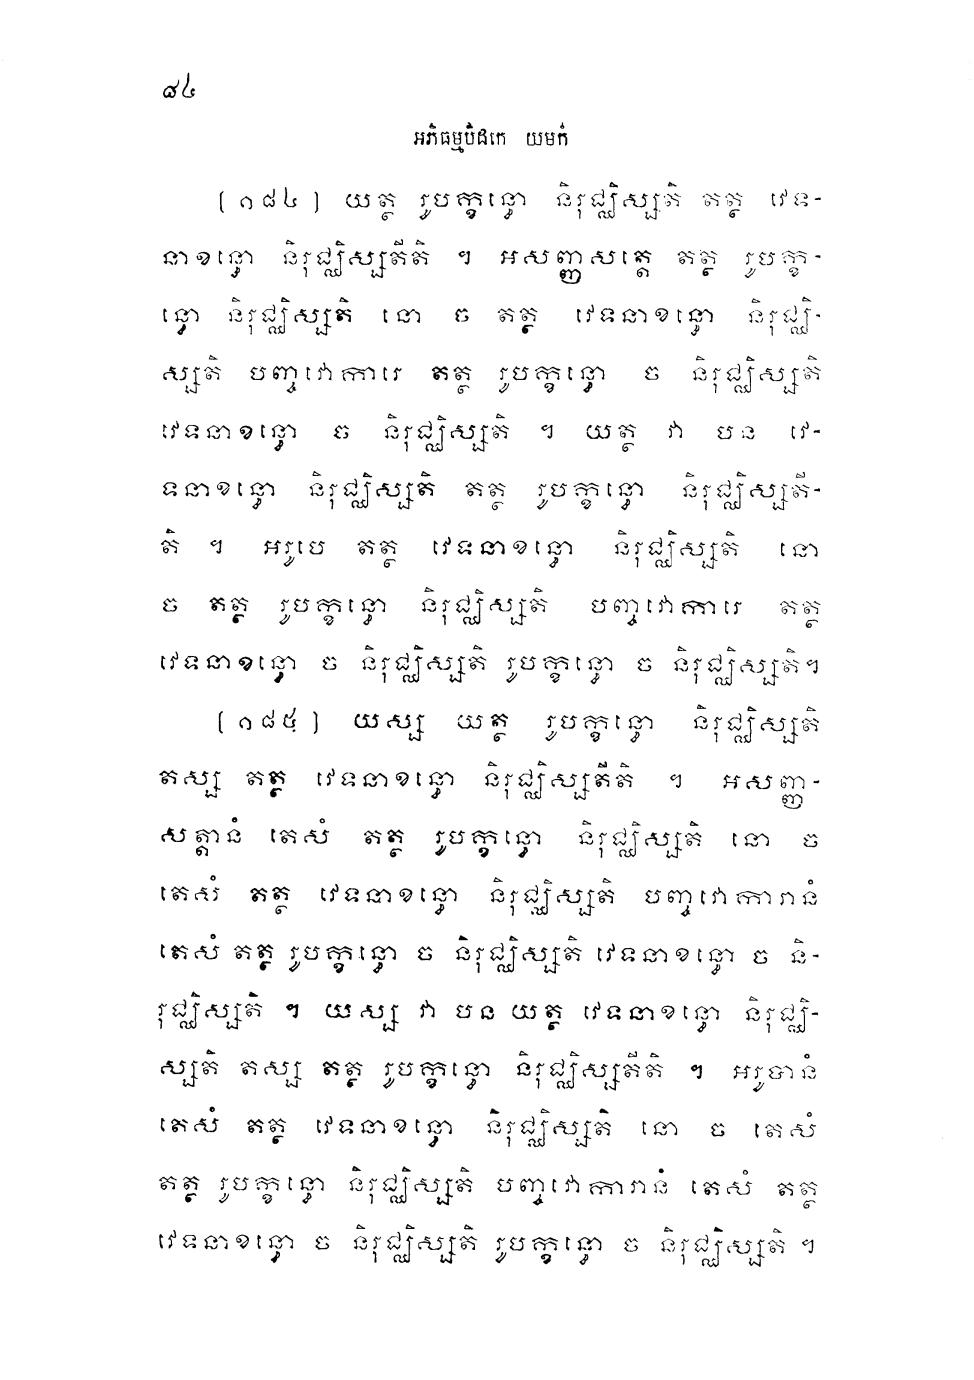 ៨៤
អភិធម្មបិដកេ យមកំ
(១៨៤) យត្ថ រូបក្ខន្ធោ និរុជ្ឈិស្សតិ តត្ថ វេទ-
នាខន្ធោ និរុជ្ឈិស្សតីតិ ។ អសញ្ញសត្តេ តត្ថ រូបក្ខ-
ន្ធោ និរុជ្ឈិស្សតិ នោ ច តត្ថ វេទនាខន្ធោ និរុជ្ឈិ-
ស្សតិ បញ្ចវោការេ តត្ថ រូបក្ខន្ធោ ច និរុជ្ឈិស្សតិ
វេទនាខន្ធោ ច និរុជ្ឈិស្សតិ ។ យត្ថ វា បន វេ-
ទនាខន្ធោ និរុជ្ឈិស្សតិ តត្ថ រូបក្ខន្ធោ និរុជ្ឈិស្សតី-
តិ ។ អរូបេ តត្ថ វេទនាខន្ធោ និរុជ្ឈិស្សតិ នោ
ច តត្ថ រូបក្ខន្ធោ និរុជ្ឈិស្សតិ បញ្ចវោការេ តត្ថ
វេទនាខន្ធោ ច និរុជ្ឈិស្សតិ រូបក្ខន្ធោ ច និរុជ្ឈិស្សតិ។
(១៨៥) យស្ស យត្ថ រូបក្ខន្ធោ និរុជ្ឈិស្សតិ
តស្ស តត្ថ វេទនាខន្ធោ និរុជ្ឈិស្សតីតិ ។ អសញ្ញ-
សត្តានំ តេសំ តត្ថ រូបក្ខន្ធោ និរុជ្ឈិស្សតិ នោ ច
តេសំ តត្ថ វេទនាខន្ធោ និរុជ្ឈិស្សតិ បញ្ចវោការានំ
តេសំ តត្ថ រូបក្ខន្ធោ ច និរុជ្ឈិស្សតិ វេទនាខន្ធោ ច និ-
រុជ្ឈិស្សតិ ។ យស្ស វា បន យត្ថ វេទនាខន្ធោ និរុជ្ឈិ-
ស្សតិ តស្ស តត្ថ រូបក្ខន្ធោ និរុជ្ឈិស្សតីតិ ។ អរូបានំ
តេសំ តត្ថ វេទនាខន្ធោ និរុជ្ឈិស្សតិ នោ ច តេសំ
តត្ថ រូបក្ខន្ធោ និរុជ្ឈិស្សតិ បញ្ចវោការានំ តេសំ តត្ថ
វេទនាខន្ធោ ច និរុជ្ឈិស្សតិ រូបក្ខន្ធោ ច និរុជ្ឈិស្សតិ ។